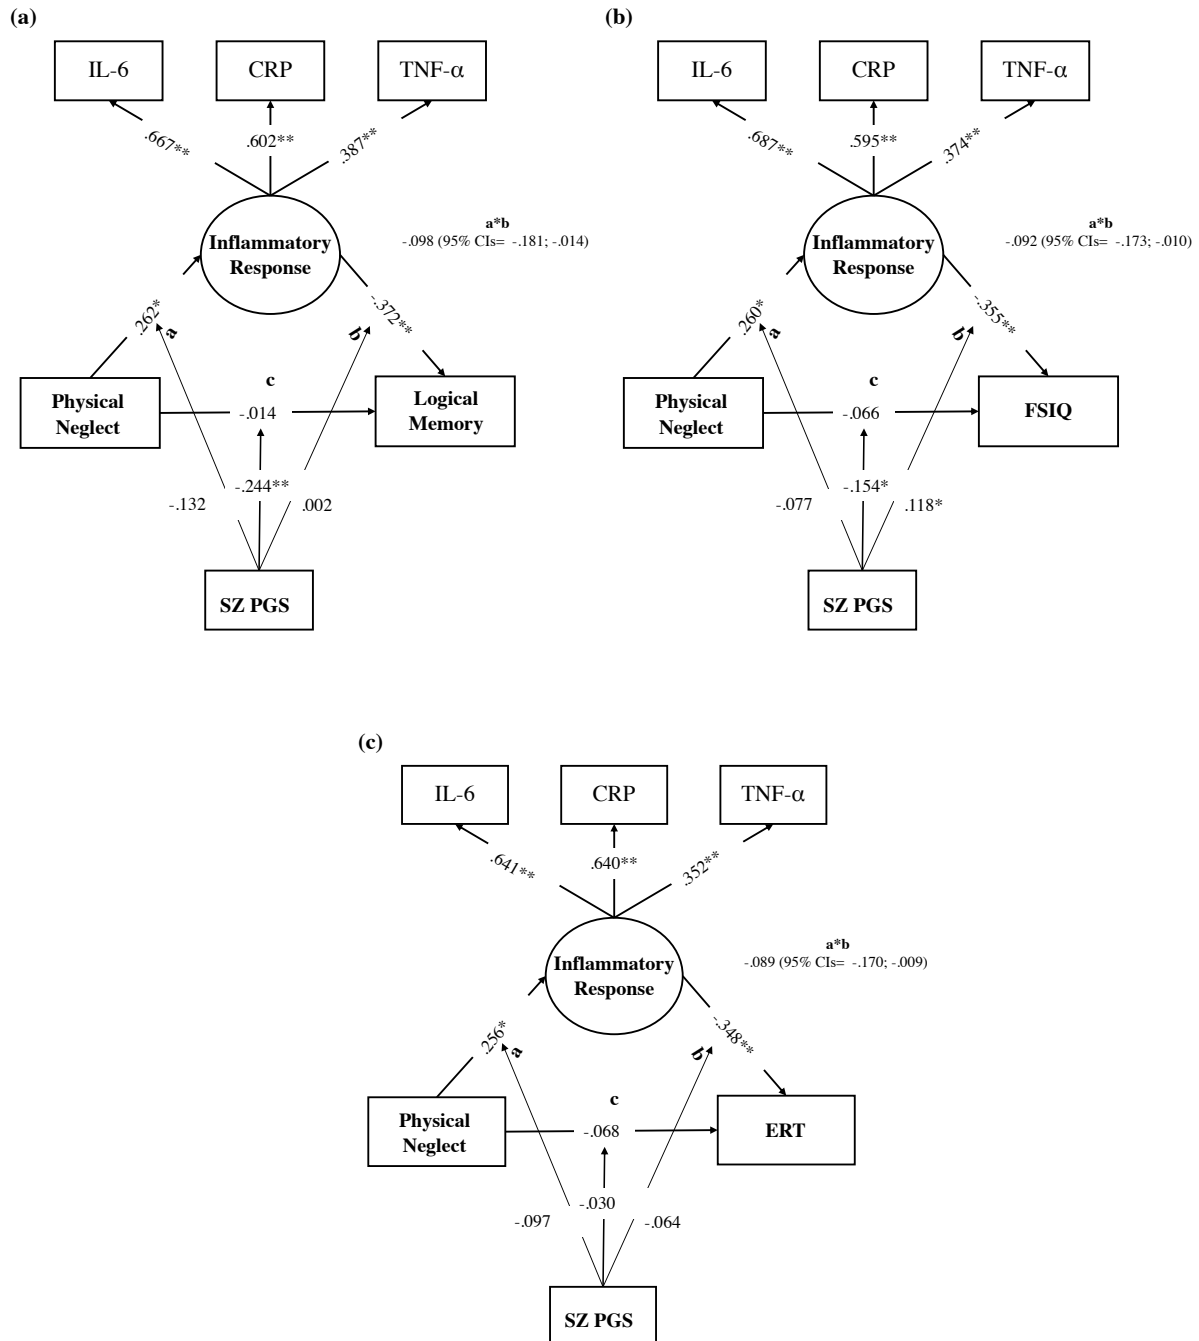 (a)
IL-6 CRP TNF-α
.667** .602** .387**
Inflammatory
Response
a*b
-.098 (95% CIs= -.181; -.014)
.262* a
b -.372**
c
Physical
Neglect
-.014
Logical
Memory
-.132 -.244** .002
SZ PGS
(b)
IL-6 CRP TNF-α
.687** .595** .374**
Inflammatory
Response
a*b
-.092 (95% CIs= -.173; -.010)
.260* a
b -.355**
c
Physical
Neglect
-.066
FSIQ
-.077 -.154* .118*
SZ PGS
(c)
IL-6 CRP TNF-α
.641** .640** .352**
Inflammatory
Response
a*b
-.089 (95% CIs= -.170; -.009)
.256* a
b -.348**
c
Physical
Neglect
-.068
ERT
-.097 -.030 -.064
SZ PGS